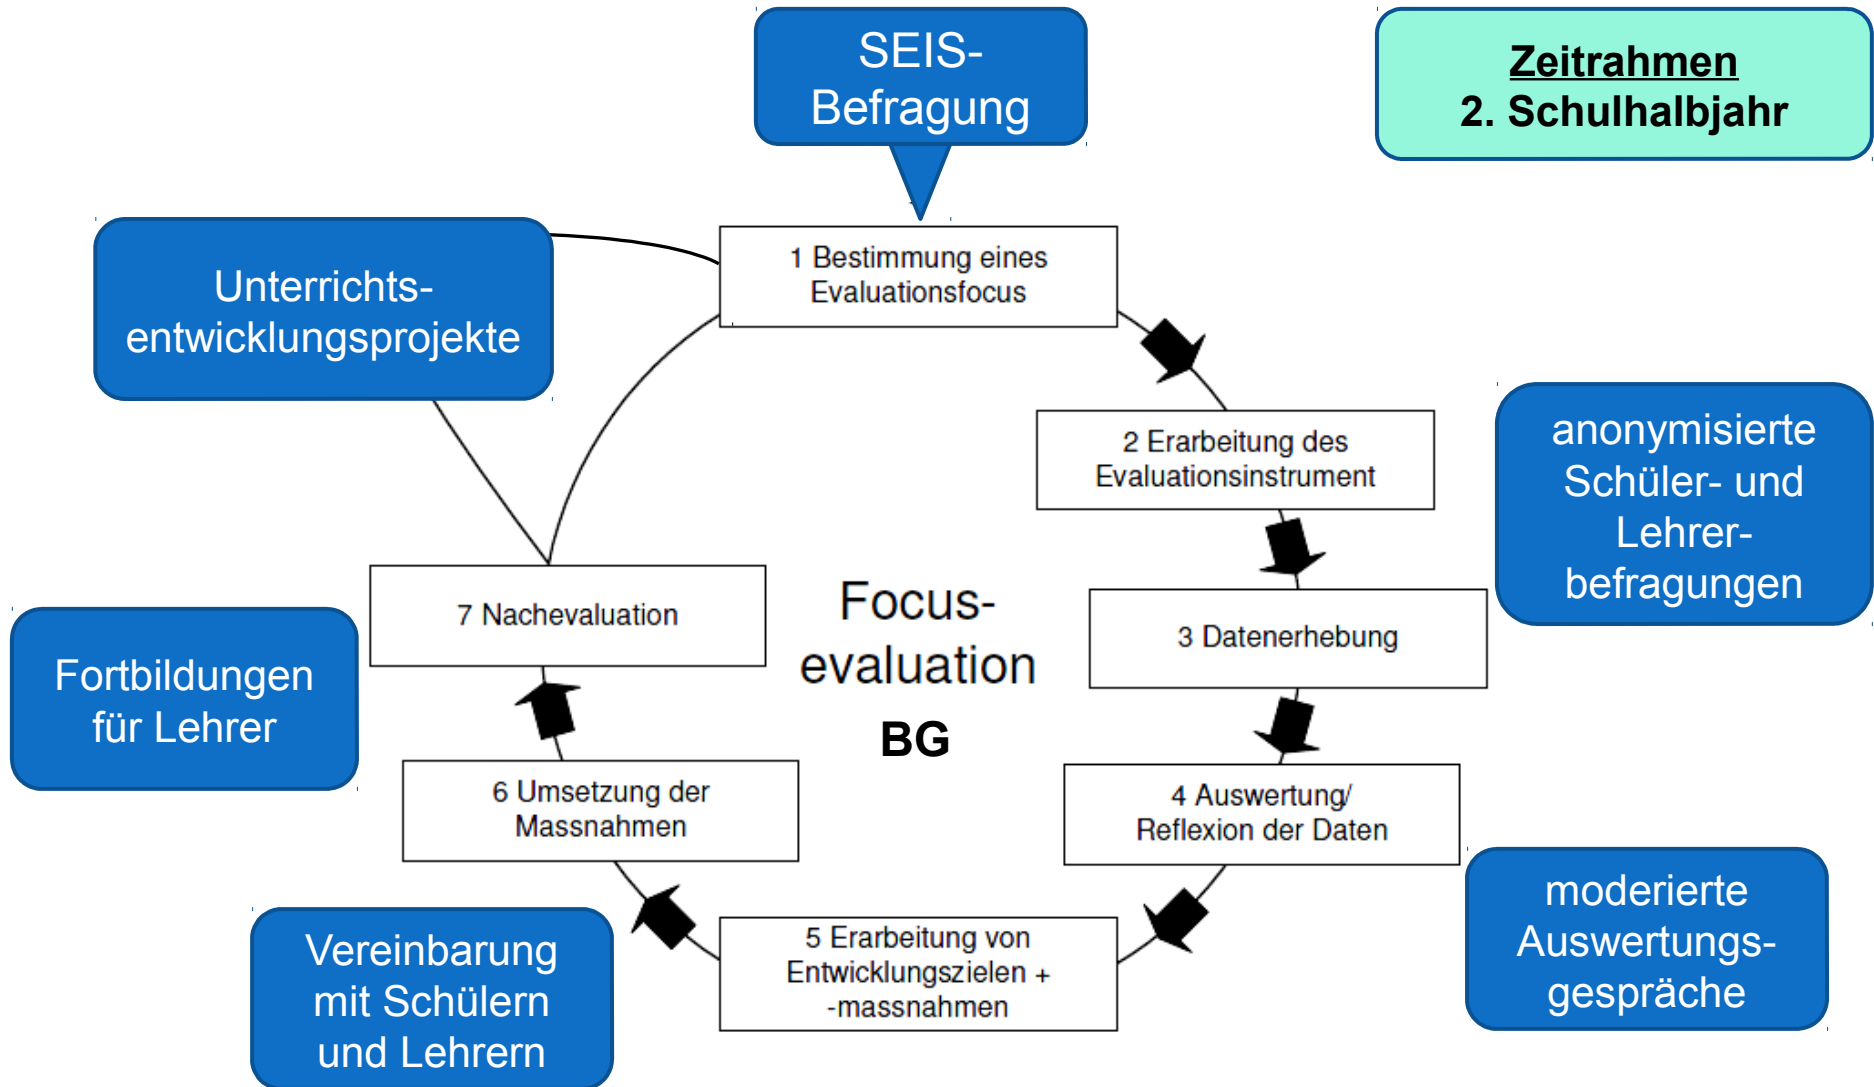 SEIS-
Befragung
Zeitrahmen
2. Schulhalbjahr
Unterrichts-
entwicklungsprojekte
1 Bestimmung eines
Evaluationsfocus
2 Erarbeitung des
Evaluationsinstrument
anonymisierte
Schüler- und
Lehrer-
befragungen
3 Datenerhebung
7 Nachevaluation
Focus-
evaluation
BG
Fortbildungen
für Lehrer
6 Umsetzung der
Massnahmen
4 Auswertung/
Reflexion der Daten
moderierte
Auswertungs-
gespräche
5 Erarbeitung von
Entwicklungszielen +
-massnahmen
Vereinbarung
mit Schülern
und Lehrern